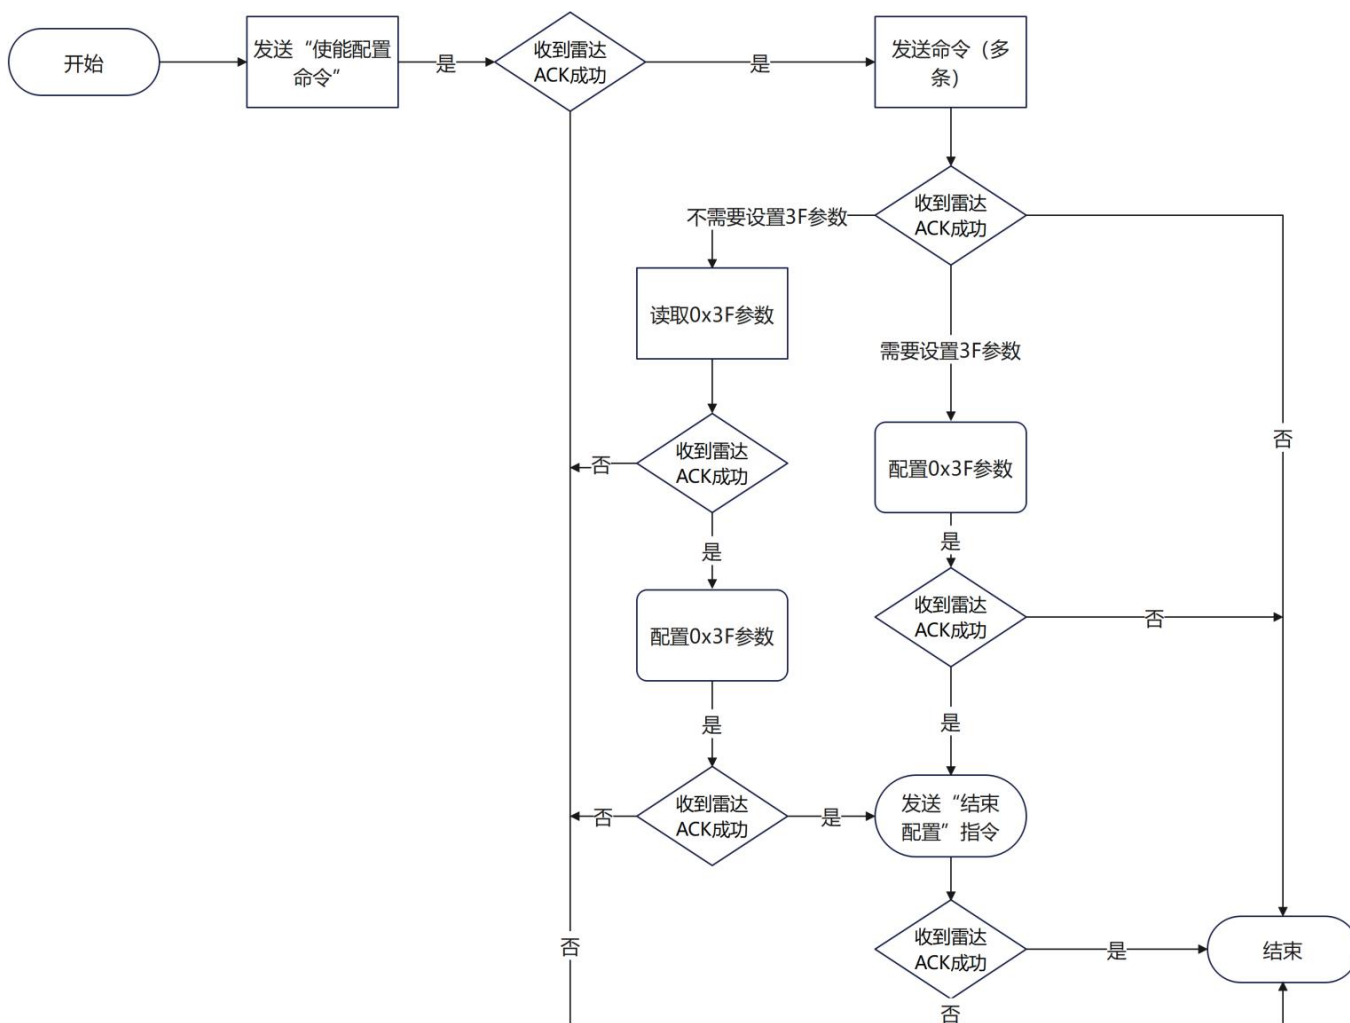 开始
发送“使能配置
命令”
是
收到雷达
ACK成功
是
发送命令（多
条）
收到雷达
ACK成功
不需要设置3F参数
读取0x3F参数
需要设置3F参数
否
收到雷达
ACK成功
否
配置0x3F参数
是
是
配置0x3F参数
收到雷达
ACK成功
否
是
是
收到雷达
ACK成功
否
是
发送“结束
配置”指令
否
收到雷达
ACK成功
是
结束
否